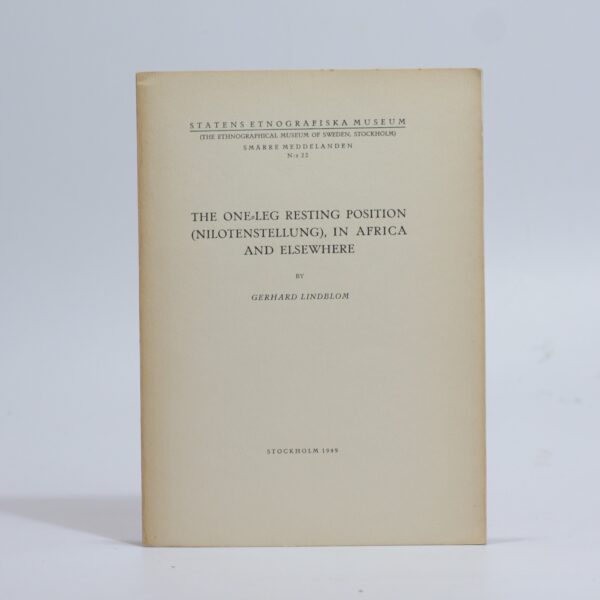 STATENS ETNOGRAFISKA MUSEUM
(THE ETHNOGRAPHICAL MUSEUM OF SWEDEN, STOCKHOLM)
SMÄRRE MEDDELANDEN
N:r 22
THE ONE-LEG RESTING POSITION
(NILOTENSTELLUNG), IN AFRICA
AND ELSEWHERE
BY
GERHARD LINDBLOM
STOCKHOLM 1949